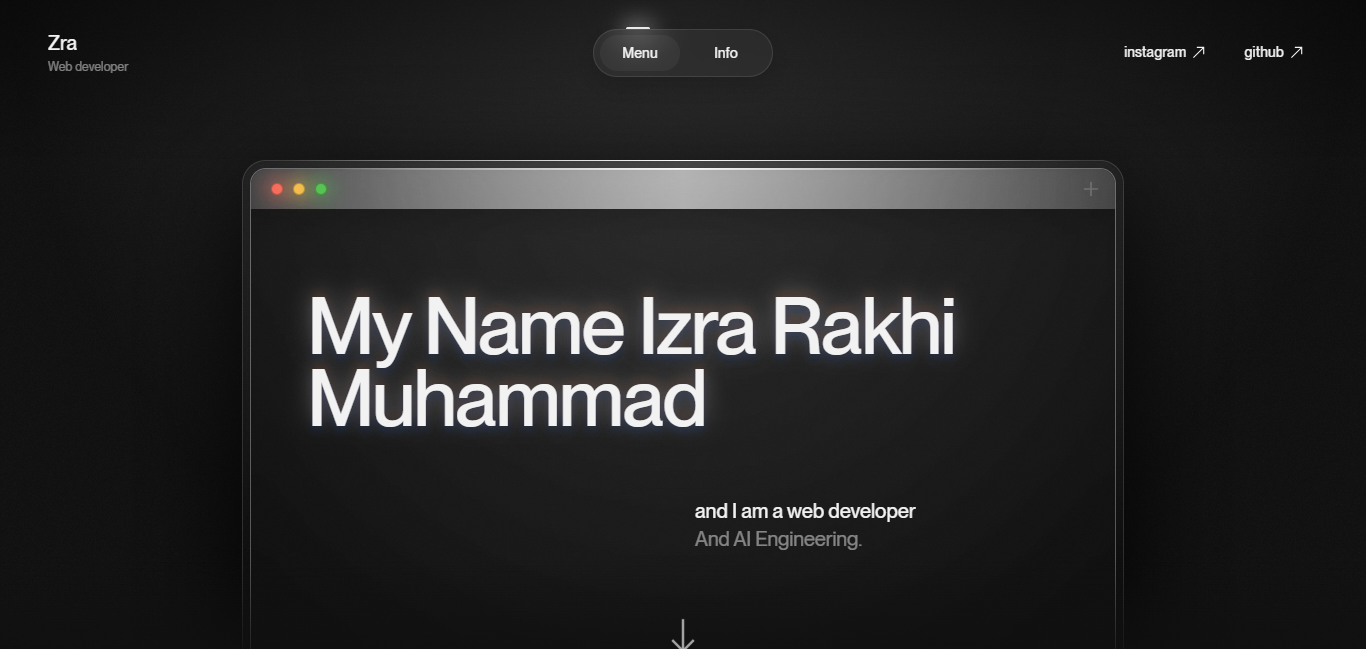 Zra
Web developer
Menu
Info
instagram
github
My Name Izra Rakhi
Muhammad
and I am a web developer
And AI Engineering.